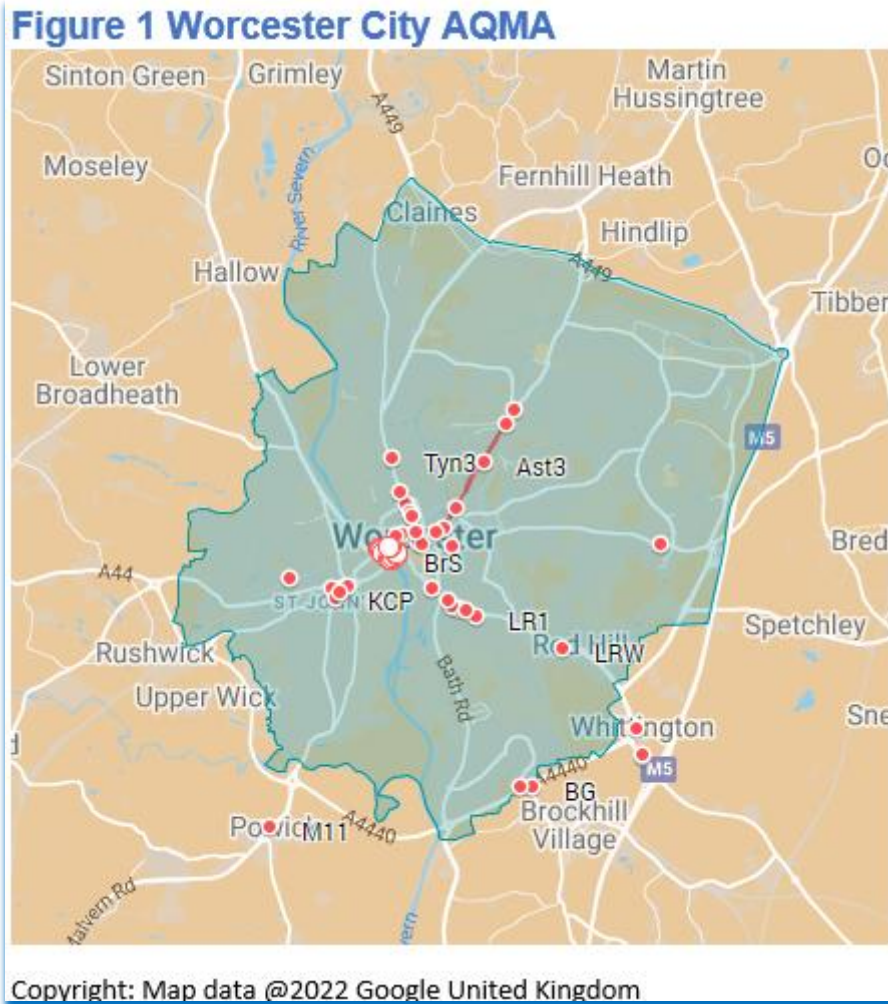 Figure 1 Worcester City AQMA
Sinton Green
Grimley
Martin
Hussingtree
A449
Moseley
River Severn
Fernhill Heath
Claines
Hindlip
Hallow
A449
Tibber
Lower
Broadheath
M5
Tyn3
Ast3
Worcester
BrS
Bred
A44
ST JOHN
KCP
LR1
Spetchley
Red Hill
LRW
Rushwick
Bath Rd
Upper Wick
Sne
Whittington
M5
A4440
BG
Brockhill
Village
Powick
M11
A4440
Malvern Rd
vern
Copyright: Map data @2022 Google United Kingdom